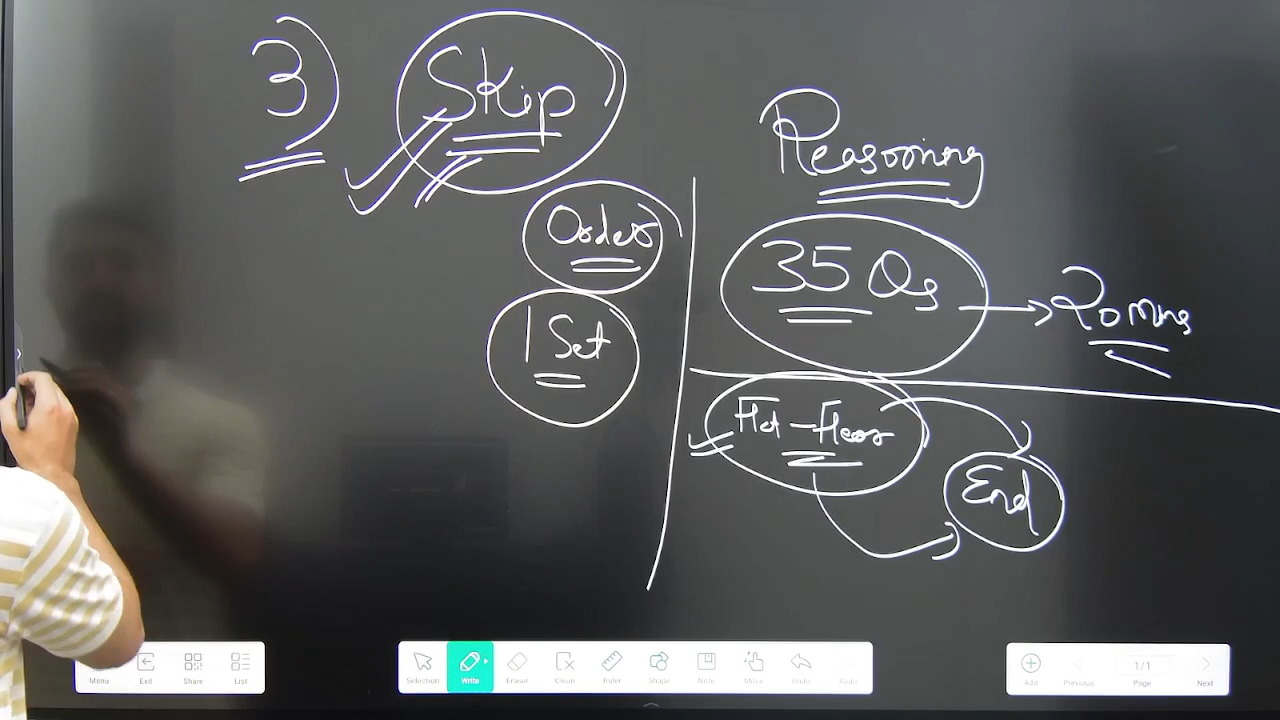 3) Skip
Order
1 Set
Reasoning
35 Qs → 20 Mins
Flat - Floor
End
Menu
Exit
Share
List
Selection
Write
Eraser
Clean
Ruler
Shape
Note
Move
Undo
Redo
Add
Previous
1/1
Page
Next